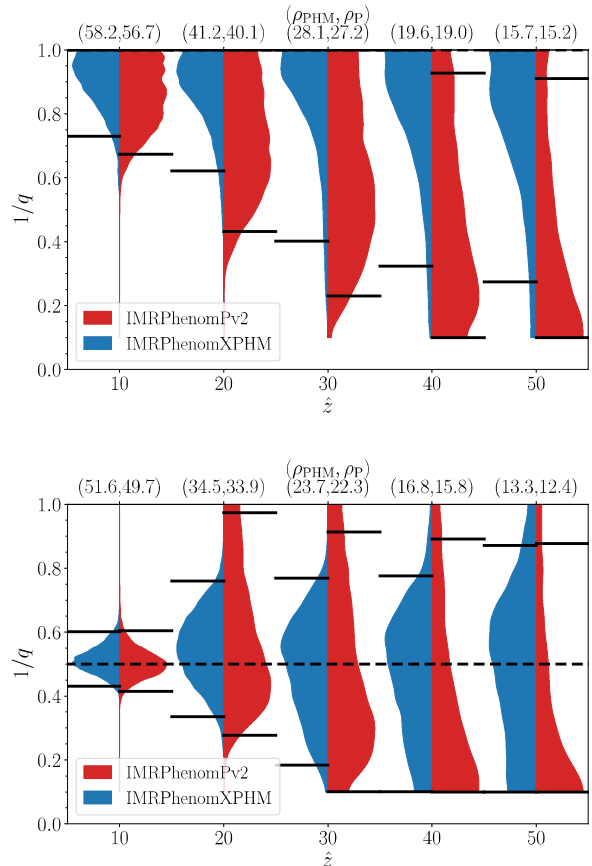 (ρPHM, ρP)
(58.2,56.7) (41.2,40.1) (28.1,27.2) (19.6,19.0) (15.7,15.2)
1.0
0.8
0.6
1/q
0.4
0.2
0.0
IMRPhenomPv2
IMRPhenomXPHM
10 20 30 40 50
ẑ
(ρPHM, ρP)
(51.6,49.7) (34.5,33.9) (23.7,22.3) (16.8,15.8) (13.3,12.4)
1.0
0.8
0.6
1/q
0.4
0.2
0.0
IMRPhenomPv2
IMRPhenomXPHM
10 20 30 40 50
ẑ